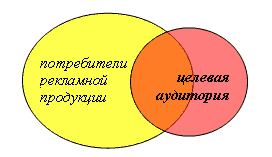 потребители
рекламной
продукции
целевая
аудитория